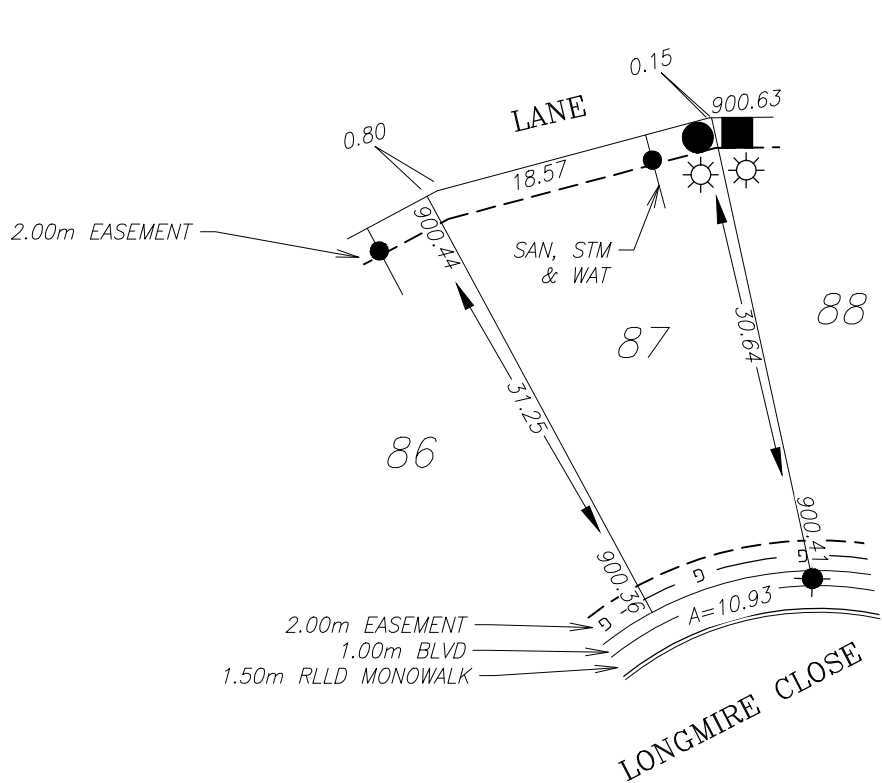 0.15
900.63
LANE
0.80
18.57
2.00m EASEMENT
900.44
SAN, STM
& WAT
88
87
30.64
31.25
86
900.41
900.36
G
G
G
A=10.93
2.00m EASEMENT
1.00m BLVD
1.50m RLLD MONOWALK
LONGMIRE CLOSE